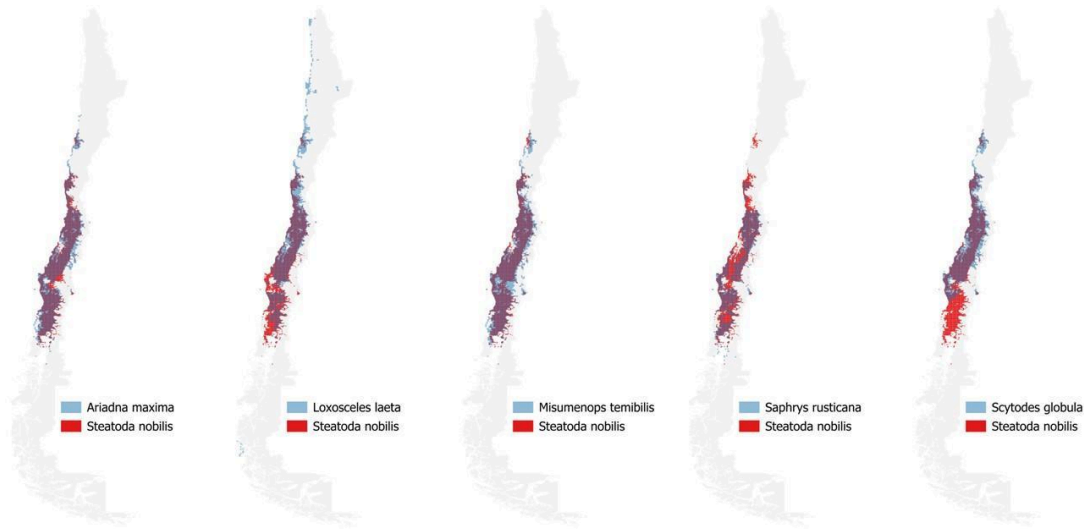 Ariadna maxima
Steatoda nobilis
Loxosceles laeta
Steatoda nobilis
Misumenops temibilis
Steatoda nobilis
Saphrys rusticana
Steatoda nobilis
Scytodes globula
Steatoda nobilis